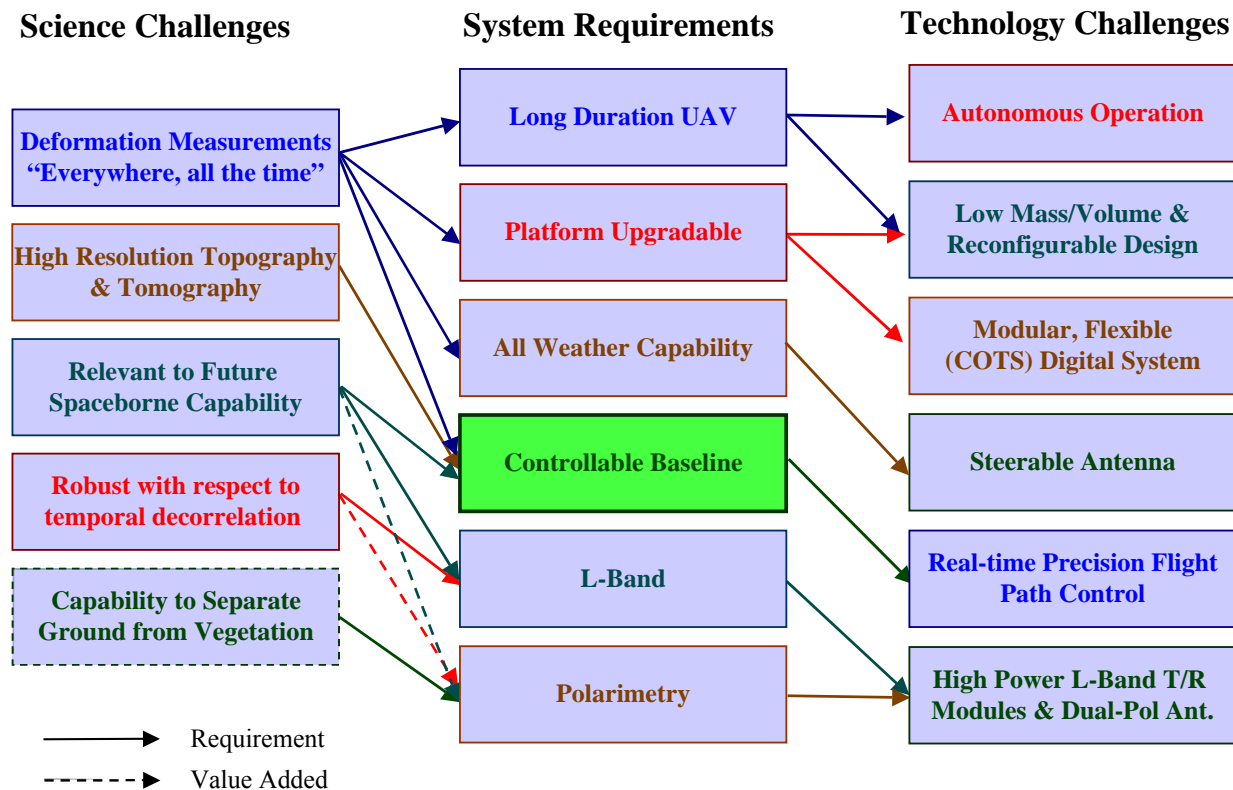 Science Challenges
System Requirements
Technology Challenges
Deformation Measurements
“Everywhere, all the time”
High Resolution Topography
& Tomography
Relevant to Future
Spaceborne Capability
Robust with respect to
temporal decorrelation
Capability to Separate
Ground from Vegetation
Long Duration UAV
Platform Upgradable
All Weather Capability
Controllable Baseline
L-Band
Polarimetry
Autonomous Operation
Low Mass/Volume &
Reconfigurable Design
Modular, Flexible
(COTS) Digital System
Steerable Antenna
Real-time Precision Flight
Path Control
High Power L-Band T/R
Modules & Dual-Pol Ant.
Requirement
Value Added